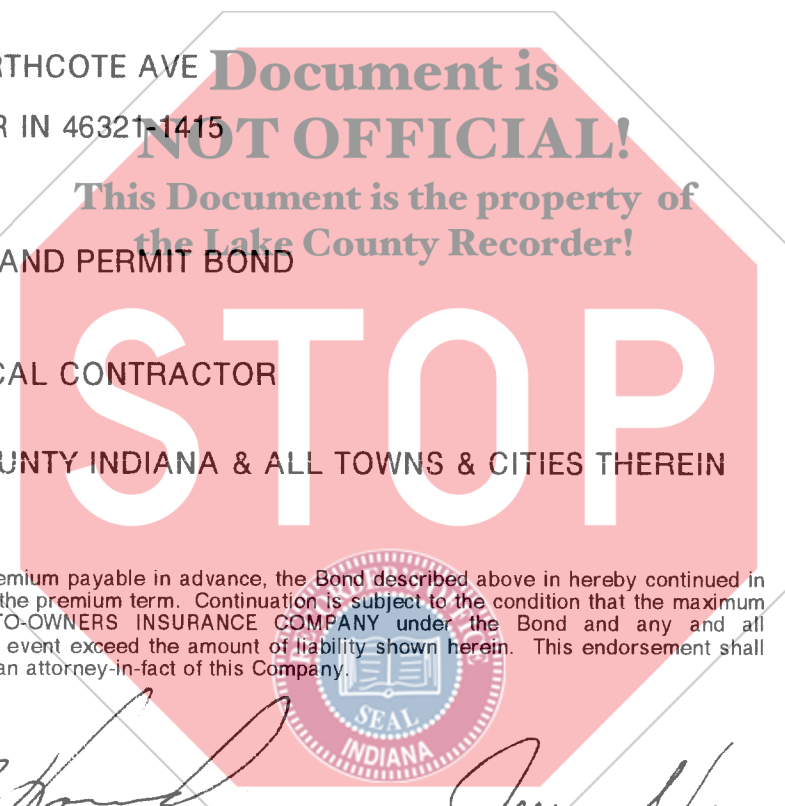 RTHCOTE AVE
Document is
R IN 46321-1415
NOT OFFICIAL!
This Document is the property of
the Lake County Recorder!
AND PERMIT BOND
STOP
CAL CONTRACTOR
UNTY INDIANA & ALL TOWNS & CITIES THEREIN
emium payable in advance, the Bond described above in hereby continued in
the premium term. Continuation is subject to the condition that the maximum
TO-OWNERS INSURANCE COMPANY under the Bond and any and all
event exceed the amount of liability shown herein. This endorsement shall
an attorney-in-fact of this Company.
RECORDER'S OFFICE
SEAL
INDIANA